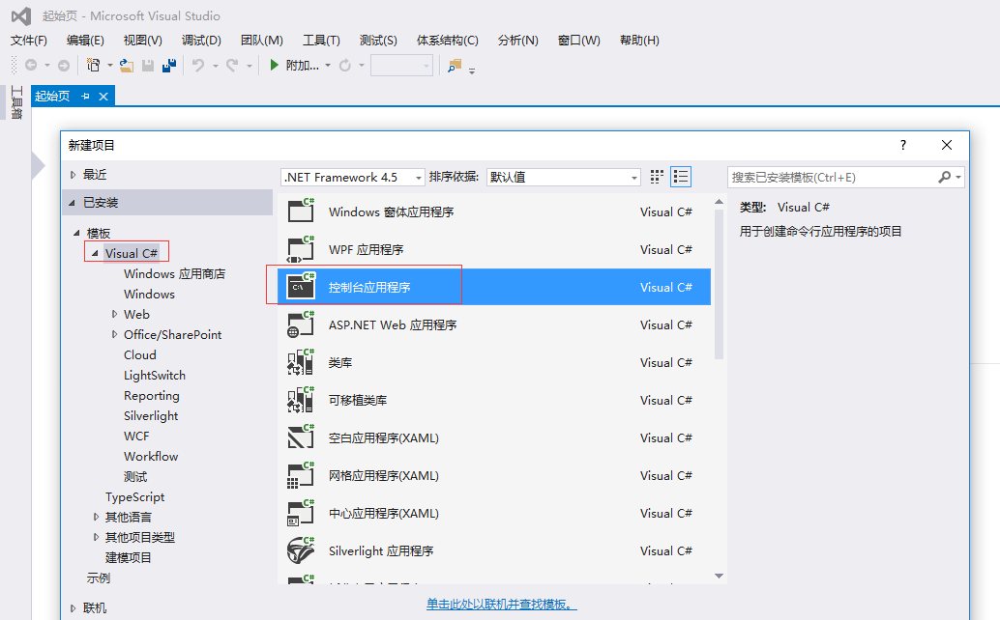 起始页 - Microsoft Visual Studio
文件(F) 编辑(E) 视图(V) 调试(D) 团队(M) 工具(T) 测试(S) 体系结构(C) 分析(N) 窗口(W) 帮助(H)
附加...
工具箱
起始页
新建项目
?
最近
已安装
模板
Visual C#
Windows 应用商店
Windows
Web
Office/SharePoint
Cloud
LightSwitch
Reporting
Silverlight
WCF
Workflow
测试
TypeScript
其他语言
其他项目类型
建模项目
示例
联机
.NET Framework 4.5 排序依据: 默认值
C# Windows 窗体应用程序 Visual C#
C# WPF 应用程序 Visual C#
C# C:\ 控制台应用程序 Visual C#
C# ASP.NET Web 应用程序 Visual C#
C# 类库 Visual C#
C# 可移植类库 Visual C#
C# 空白应用程序(XAML) Visual C#
C# 网格应用程序(XAML) Visual C#
C# 中心应用程序(XAML) Visual C#
C# Silverlight 应用程序 Visual C#
C#
单击此处以联机并查找模板。
搜索已安装模板(Ctrl+E)
类型: Visual C#
用于创建命令行应用程序的项目